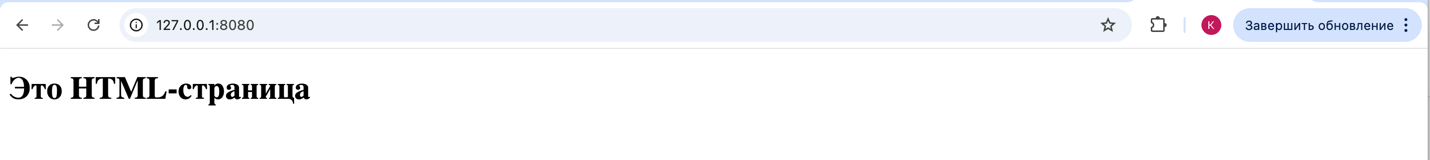 127.0.0.1:8080
K
Завершить обновление
Это HTML-страница